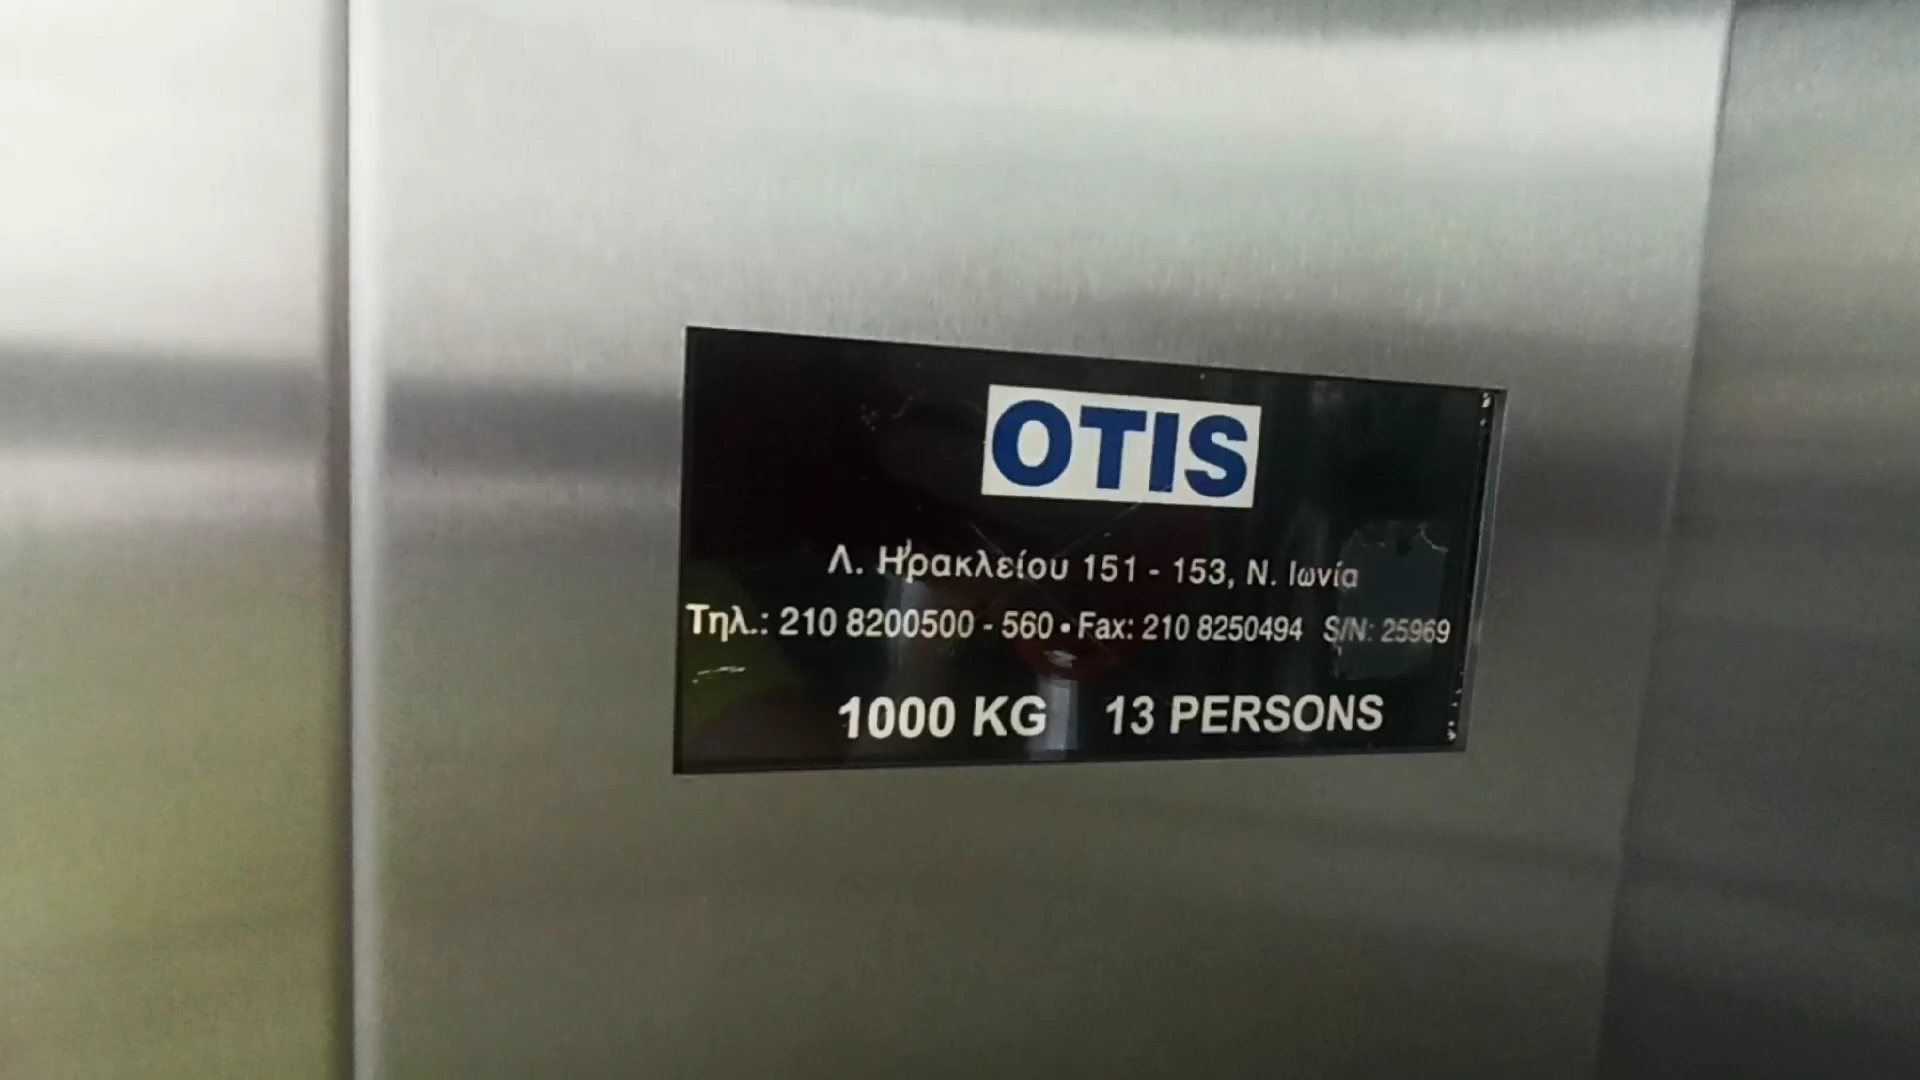 OTIS
Λ. Ηρακλείου 151 - 153, Ν. Ιωνία
Τηλ.: 210 8200500 - 560 • Fax: 210 8250494 S/N: 25969
1000 KG 13 PERSONS